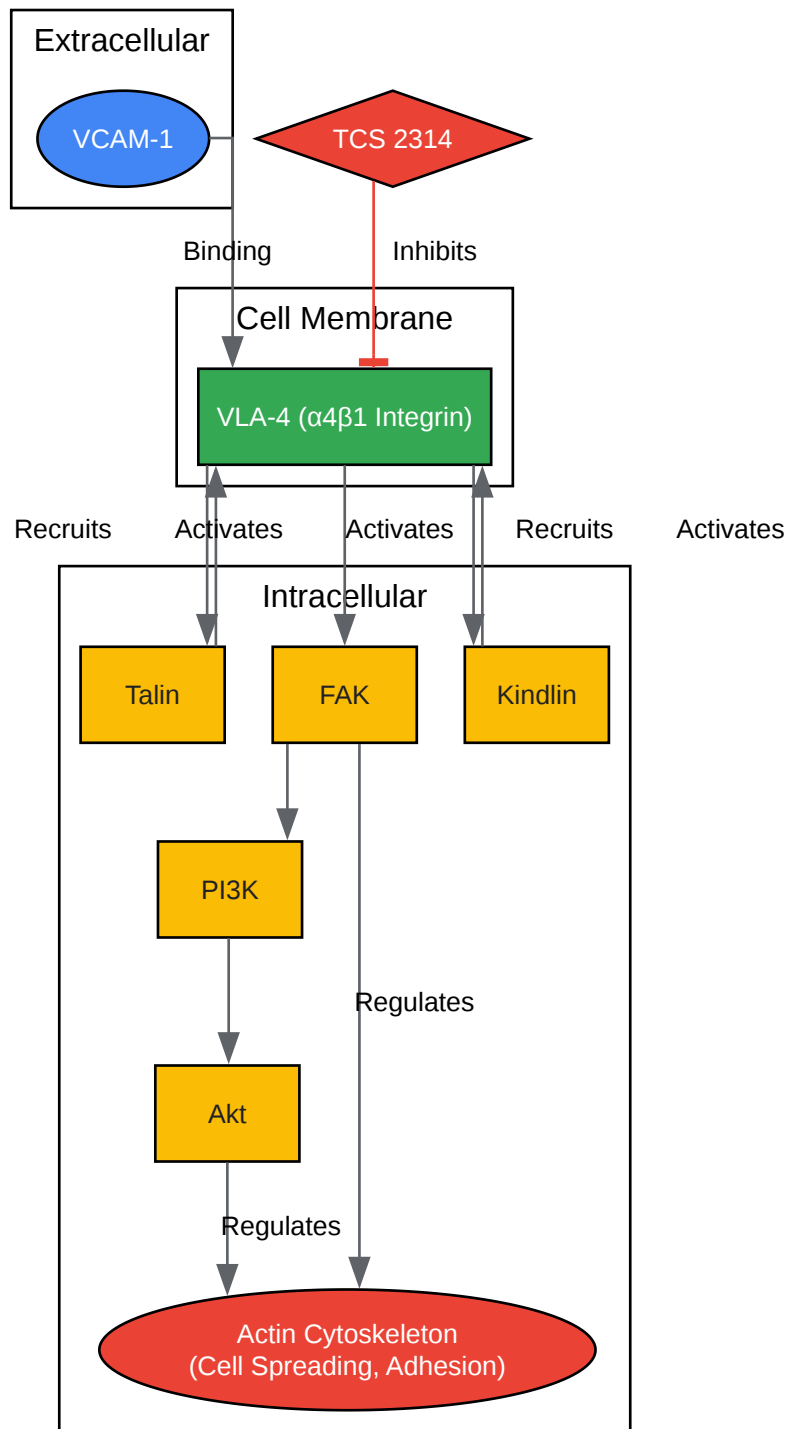 Extracellular
VCAM-1
TCS 2314
Binding
Inhibits
Cell Membrane
VLA-4 (α4β1 Integrin)
Recruits
Activates
Activates
Recruits
Activates
Intracellular
Talin
FAK
Kindlin
PI3K
Regulates
Akt
Regulates
Actin Cytoskeleton
(Cell Spreading, Adhesion)